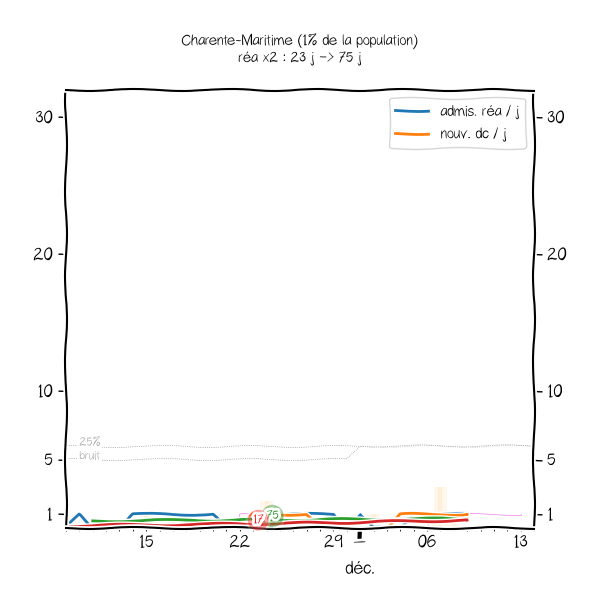 Charente-Maritime (1% de la population)
réa x2 : 23 j -> 75 j
admis. réa / j
nouv. dc / j
30 30
20 20
10 10
25%
bruit
5 5
17 75
1 1
15 22 29 1 06 13
déc.